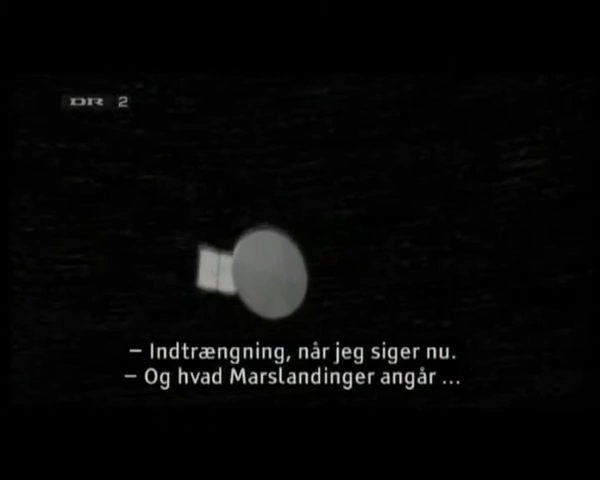 DR 2
– Indtrængning, når jeg siger nu.
– Og hvad Marslandinger angår ...